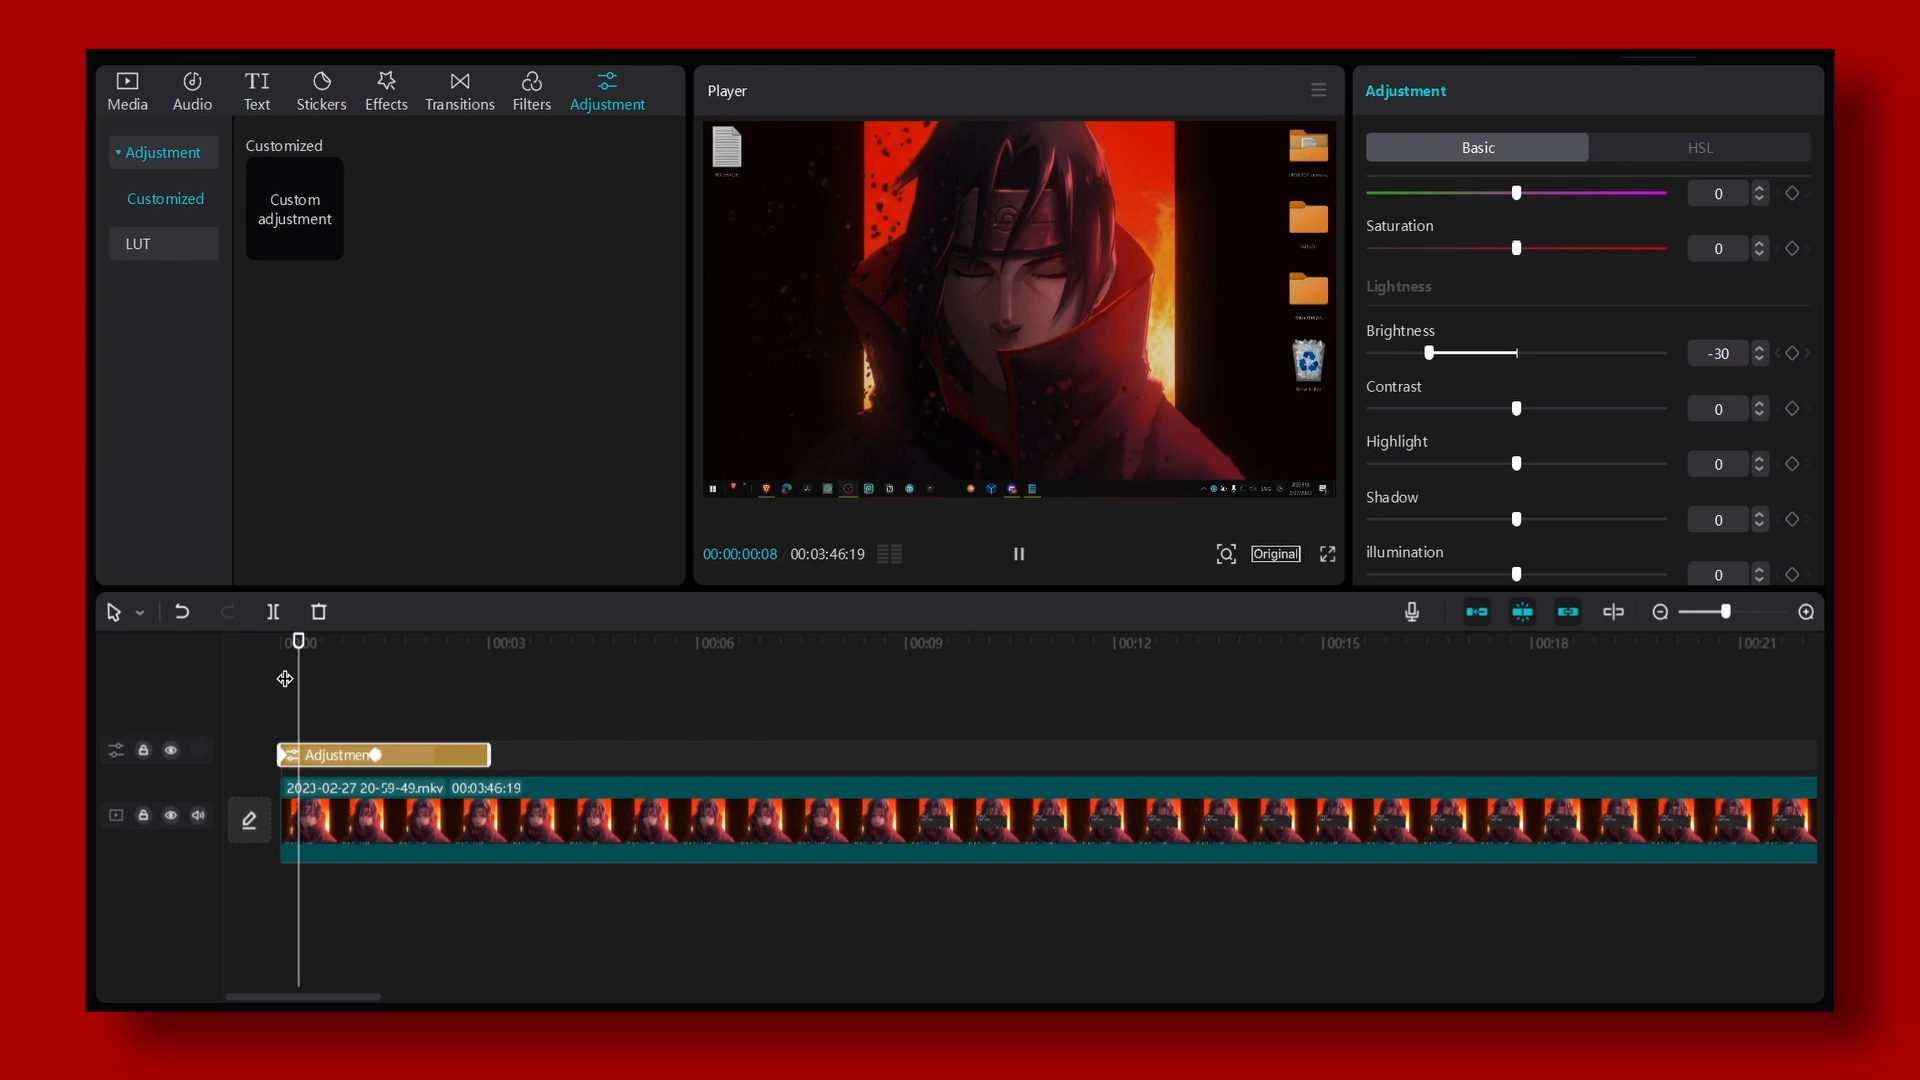 Media Audio Text Stickers Effects Transitions Filters Adjustment
Adjustment
Customized
LUT
Customized
Custom
adjustment
Player
00:00:00:08 00:03:46:19
Original
Adjustment
Basic HSL
0
Saturation
0
Lightness
Brightness
-30
Contrast
0
Highlight
0
Shadow
0
illumination
0
00:03 00:06 00:09 00:12 00:15 00:18 00:21
2023-02-27 20-59-49.mkv 00:03:46:19